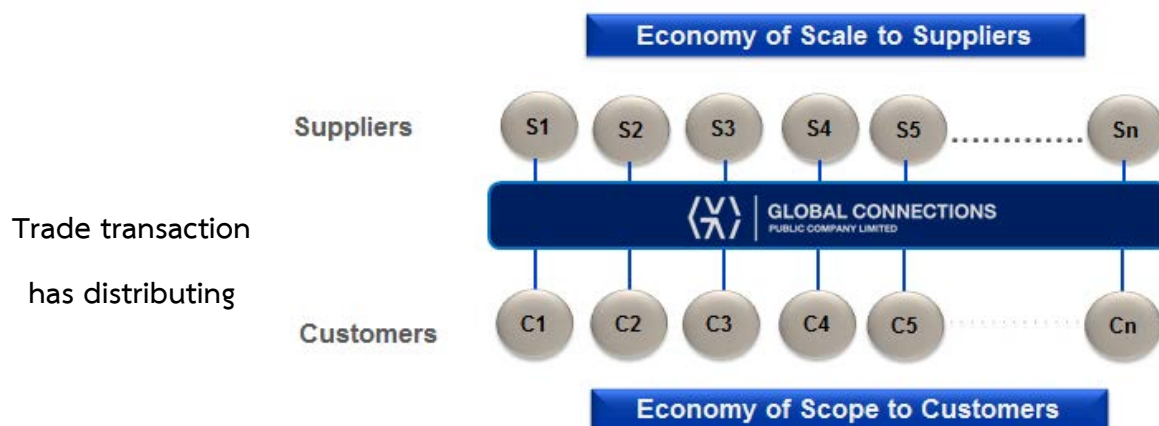 Economy of Scale to Suppliers
Suppliers
S1 S2 S3 S4 S5 Sn
GLOBAL CONNECTIONS
PUBLIC COMPANY LIMITED
Trade transaction
has distributing
Customers
C1 C2 C3 C4 C5 Cn
Economy of Scope to Customers